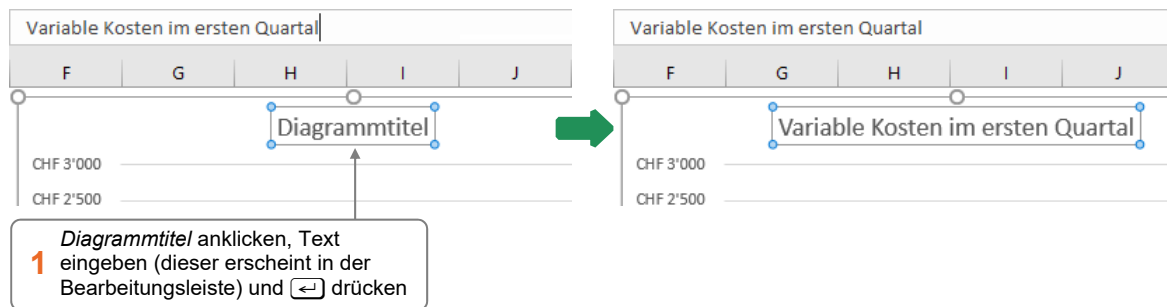 Variable Kosten im ersten Quartal
F G H I J
Diagrammtitel
CHF 3'000
CHF 2'500
1 Diagrammtitel anklicken, Text
eingeben (dieser erscheint in der
Bearbeitungsleiste) und ↵ drücken
Variable Kosten im ersten Quartal
F G H I J
Variable Kosten im ersten Quartal
CHF 3'000
CHF 2'500